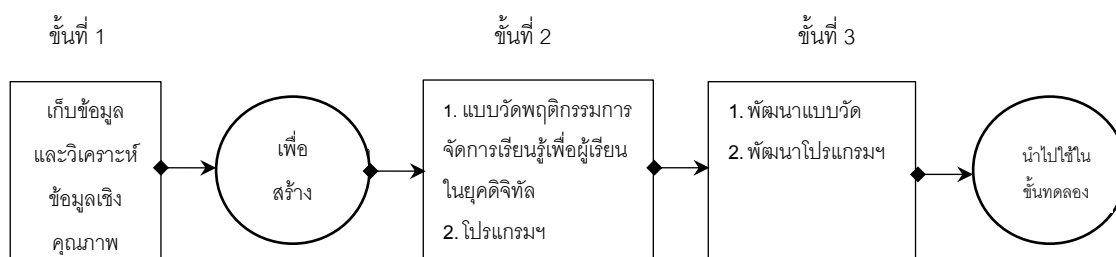 ขั้นที่ 1
ขั้นที่ 2
ขั้นที่ 3
เก็บข้อมูล
และวิเคราะห์
ข้อมูลเชิง
คุณภาพ
เพื่อ
สร้าง
1. แบบวัดพฤติกรรมการ
จัดการเรียนรู้เพื่อผู้เรียน
ในยุคดิจิทัล
2. โปรแกรมฯ
1. พัฒนาแบบวัด
2. พัฒนาโปรแกรมฯ
นำไปใช้ใน
ขั้นทดลอง